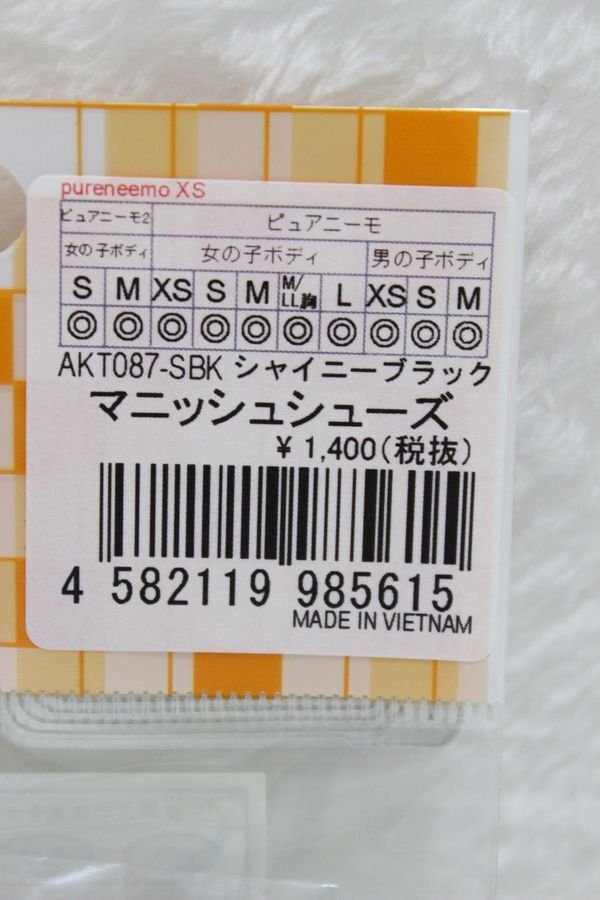 pureneemo XS
ピュアニーモ2 ピュアニーモ
女の子ボディ 女の子ボディ 男の子ボディ
S M XS S M M/LL胸 L XS S M
◎ ◎ ◎ ◎ ◎ ◎ ◎ ◎ ◎ ◎
AKT087-SBK シャイニーブラック
マニッシュシューズ
¥ 1,400(税抜)
4 582119 985615
MADE IN VIETNAM